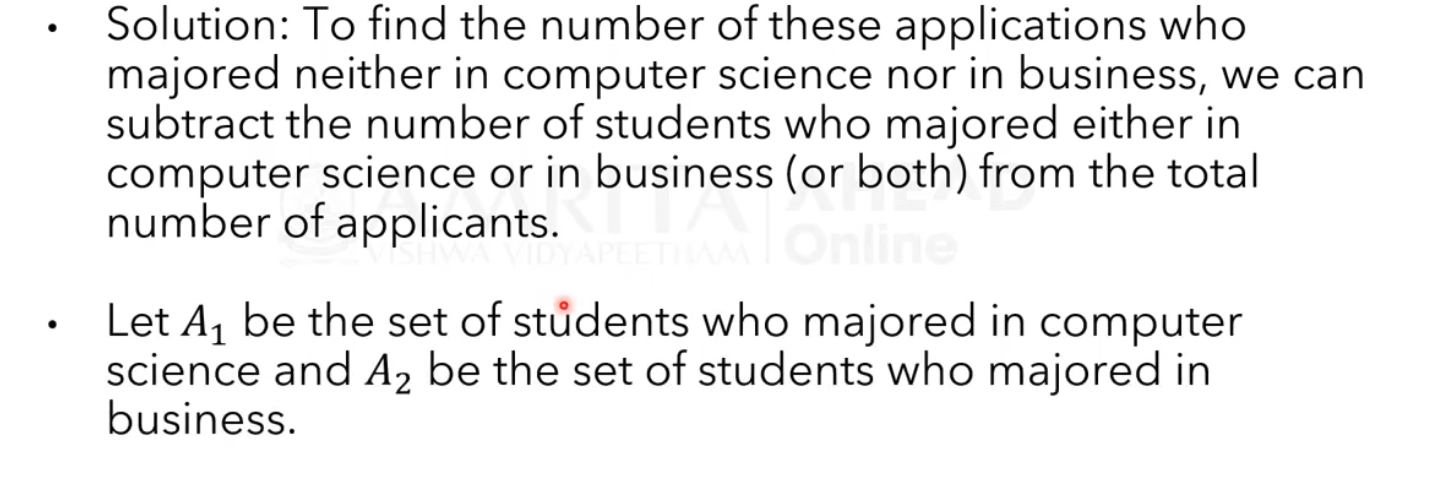 • Solution: To find the number of these applications who
majored neither in computer science nor in business, we can
subtract the number of students who majored either in
computer science or in business (or both) from the total
number of applicants.
AMRITA AHEAD
VISHWA VIDYAPEETHAM Online
• Let A₁ be the set of students who majored in computer
science and A₂ be the set of students who majored in
business.